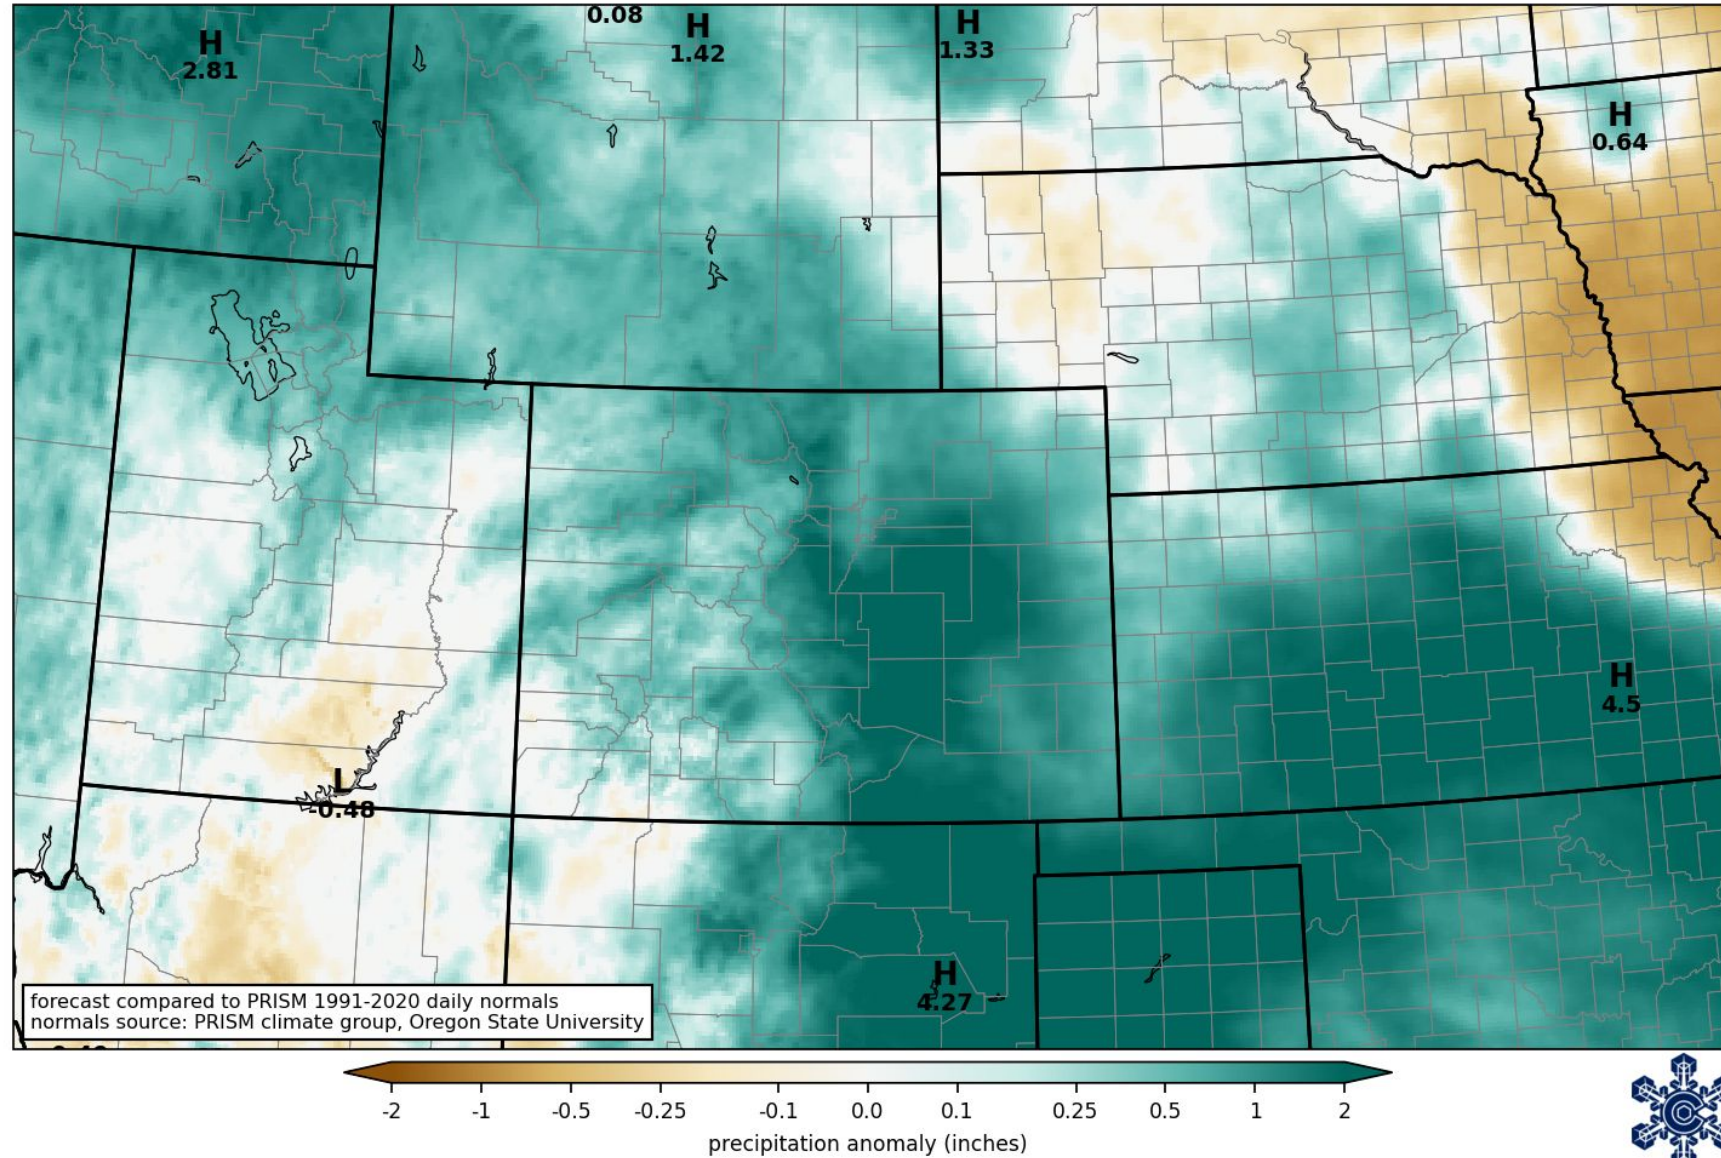 0.08
H
H
H
2.81
1.42
1.33
H
0.64
H
4.5
L
-0.48
H
4.27
forecast compared to PRISM 1991-2020 daily normals
normals source: PRISM climate group, Oregon State University
-2 -1 -0.5 -0.25 -0.1 0.0 0.1 0.25 0.5 1 2
precipitation anomaly (inches)